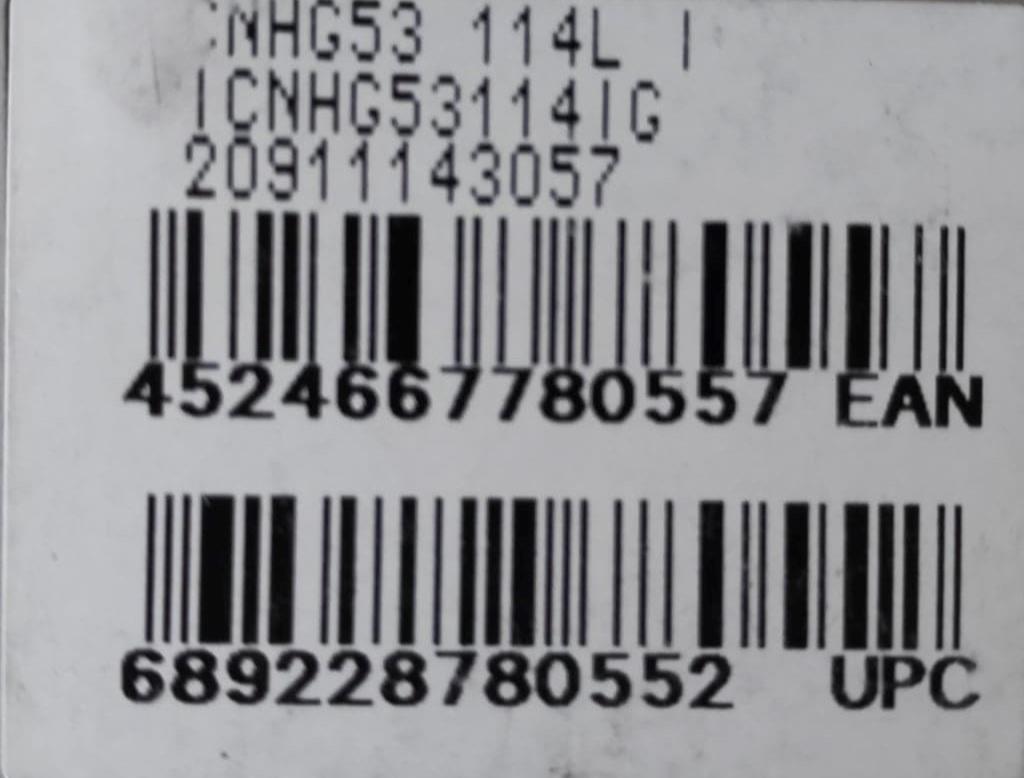 CNHG53 114L I
ICNHG53114IG
20911143057
4524667780557 EAN
689228780552 UPC